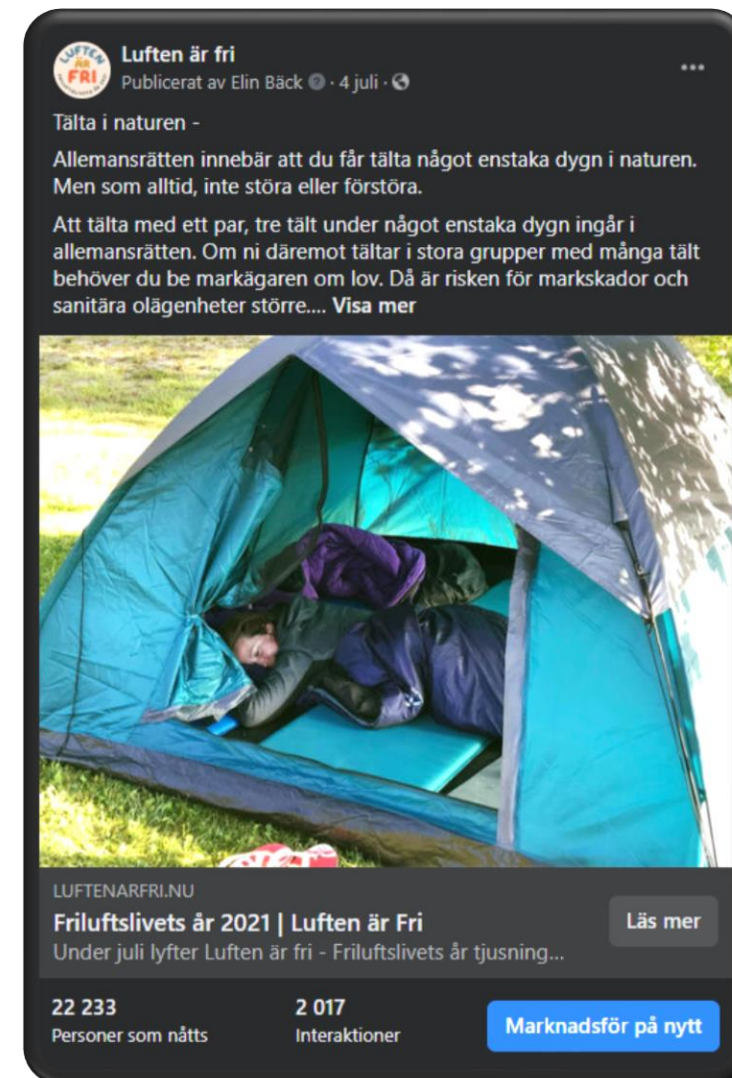 LUFTEN
ÄR
FRI
Luften är fri
Publicerat av Elin Bäck · 4 juli ·
Tälta i naturen -
Allemansrätten innebär att du får tälta något enstaka dygn i naturen.
Men som alltid, inte störa eller förstöra.
Att tälta med ett par, tre tält under något enstaka dygn ingår i
allemansrätten. Om ni däremot tältar i stora grupper med många tält
behöver du be markägaren om lov. Då är risken för markskador och
sanitära olägenheter större.... Visa mer
LUFTENARFRI.NU
Friluftslivets år 2021 | Luften är Fri
Läs mer
Under juli lyfter Luften är fri - Friluftslivets år tjusning...
22 233
2 017
Marknadsför på nytt
Personer som nåtts
Interaktioner